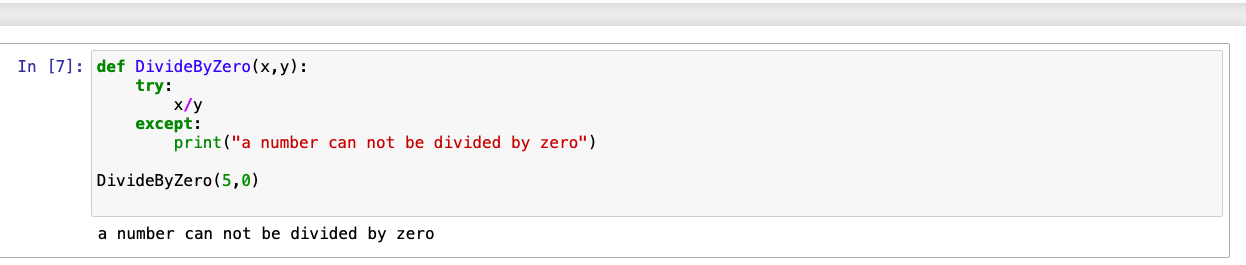 In [7]: def DivideByZero(x,y):
    try:
        x/y
    except:
        print("a number can not be divided by zero")
DivideByZero(5,0)
a number can not be divided by zero